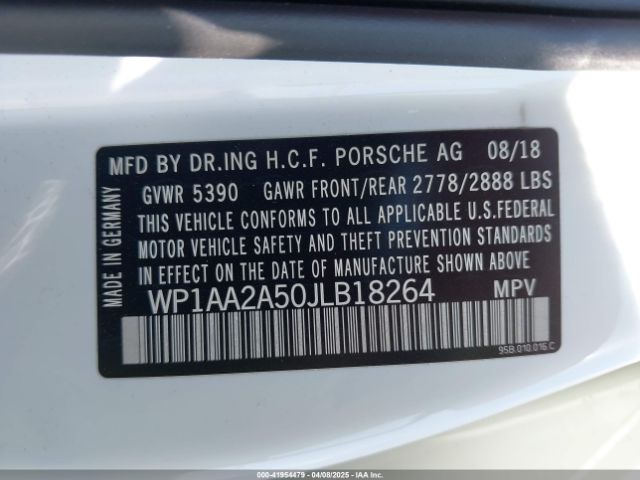 MFD BY DR.ING H.C.F. PORSCHE AG 08/18
GVWR 5390 GAWR FRONT/REAR 2778/2888 LBS
THIS VEHICLE CONFORMS TO ALL APPLICABLE U.S.FEDERAL
MOTOR VEHICLE SAFETY AND THEFT PREVENTION STANDARDS
IN EFFECT ON THE DATE OF MANUFACTURE SHOWN ABOVE.
WP1AA2A50JLB18264 MPV
MADE IN GERMANY
95B.010.016 C
000-41954479 - 04/08/2025 - IAAI.COM